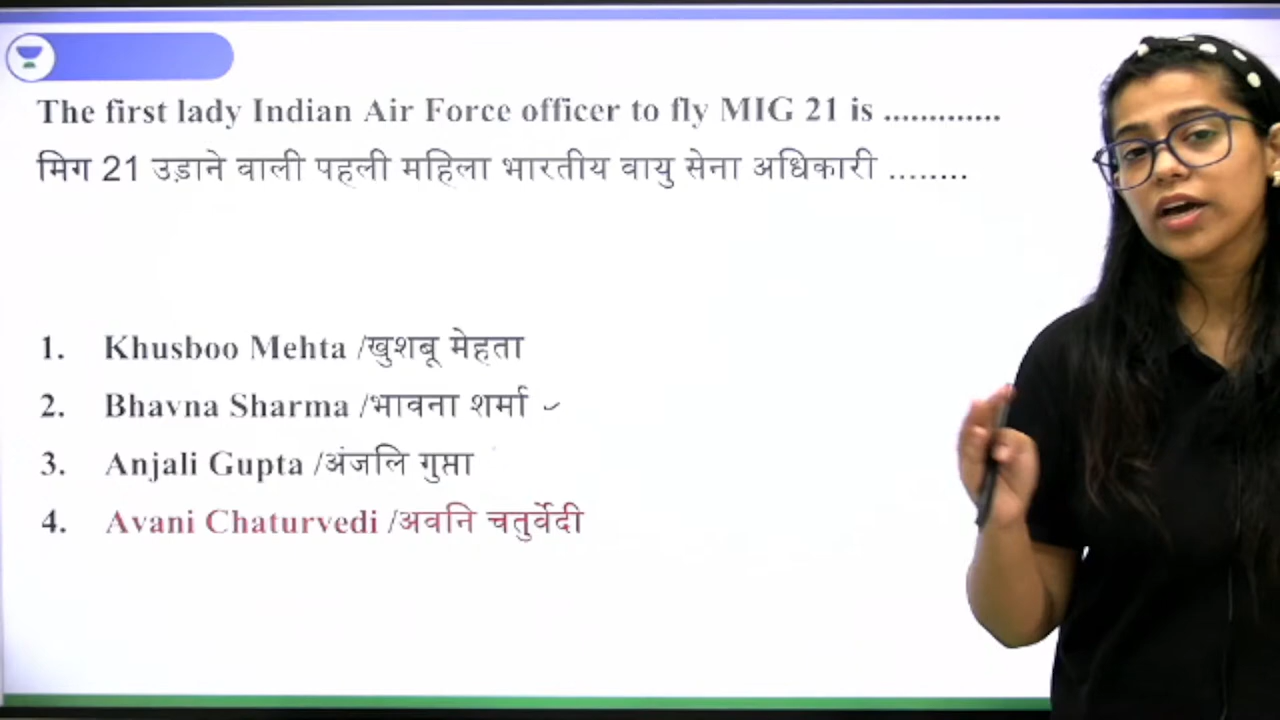 The first lady Indian Air Force officer to fly MIG 21 is .............
मिग 21 उड़ाने वाली पहली महिला भारतीय वायु सेना अधिकारी ........
1. Khusboo Mehta /खुशबू मेहता
2. Bhavna Sharma /भावना शर्मा
3. Anjali Gupta /अंजलि गुप्ता
4. Avani Chaturvedi /अवनि चतुर्वेदी